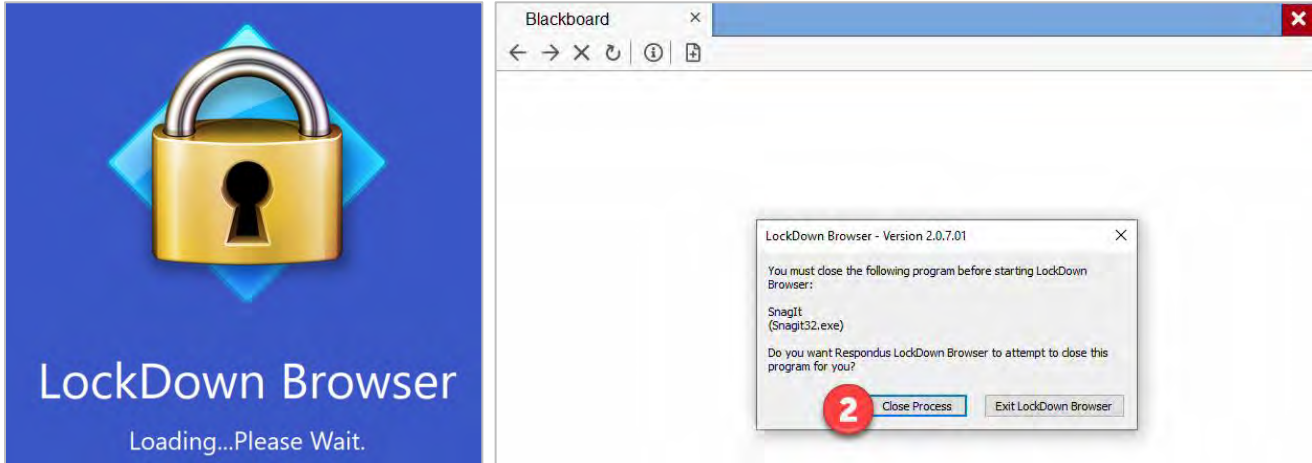 LockDown Browser
Loading...Please Wait.
Blackboard
LockDown Browser - Version 2.0.7.01
You must close the following program before starting LockDown
Browser:
SnagIt
(Snagit32.exe)
Do you want Respondus LockDown Browser to attempt to close this
program for you?
2
Close Process
Exit LockDown Browser